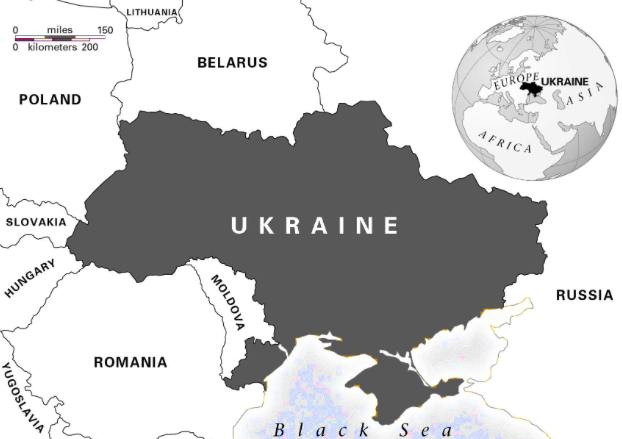 LITHUANIA
0 miles 150
0 kilometers 200
BELARUS
POLAND
EUROPE
UKRAINE
ASIA
AFRICA
UKRAINE
SLOVAKIA
HUNGARY
MOLDOVA
RUSSIA
ROMANIA
YUGOSLAVIA
Black Sea